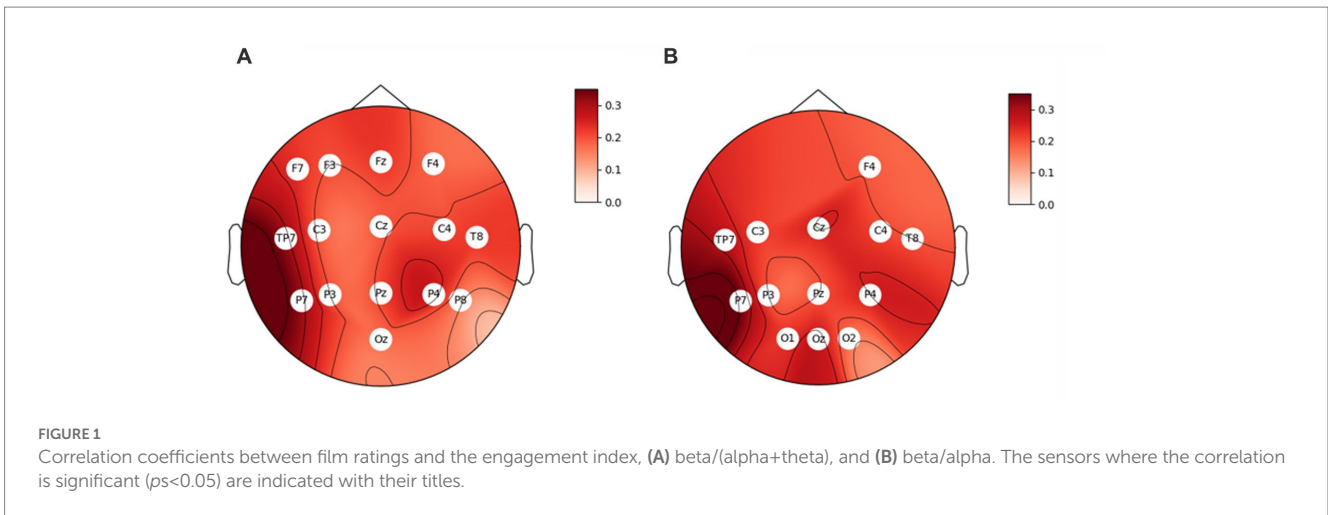 A
B
0.3
0.2
0.1
0.0
0.3
0.2
0.1
0.0
F7
F3
Fz
F4
TP7
C3
Cz
C4
T8
P7
P3
Pz
P4
P8
Oz
F4
TP7
C3
Cz
C4
T8
P7
P3
Pz
P4
O1
Oz
O2
FIGURE 1
Correlation coefficients between film ratings and the engagement index, (A) beta/(alpha+theta), and (B) beta/alpha. The sensors where the correlation
is significant (ps<0.05) are indicated with their titles.